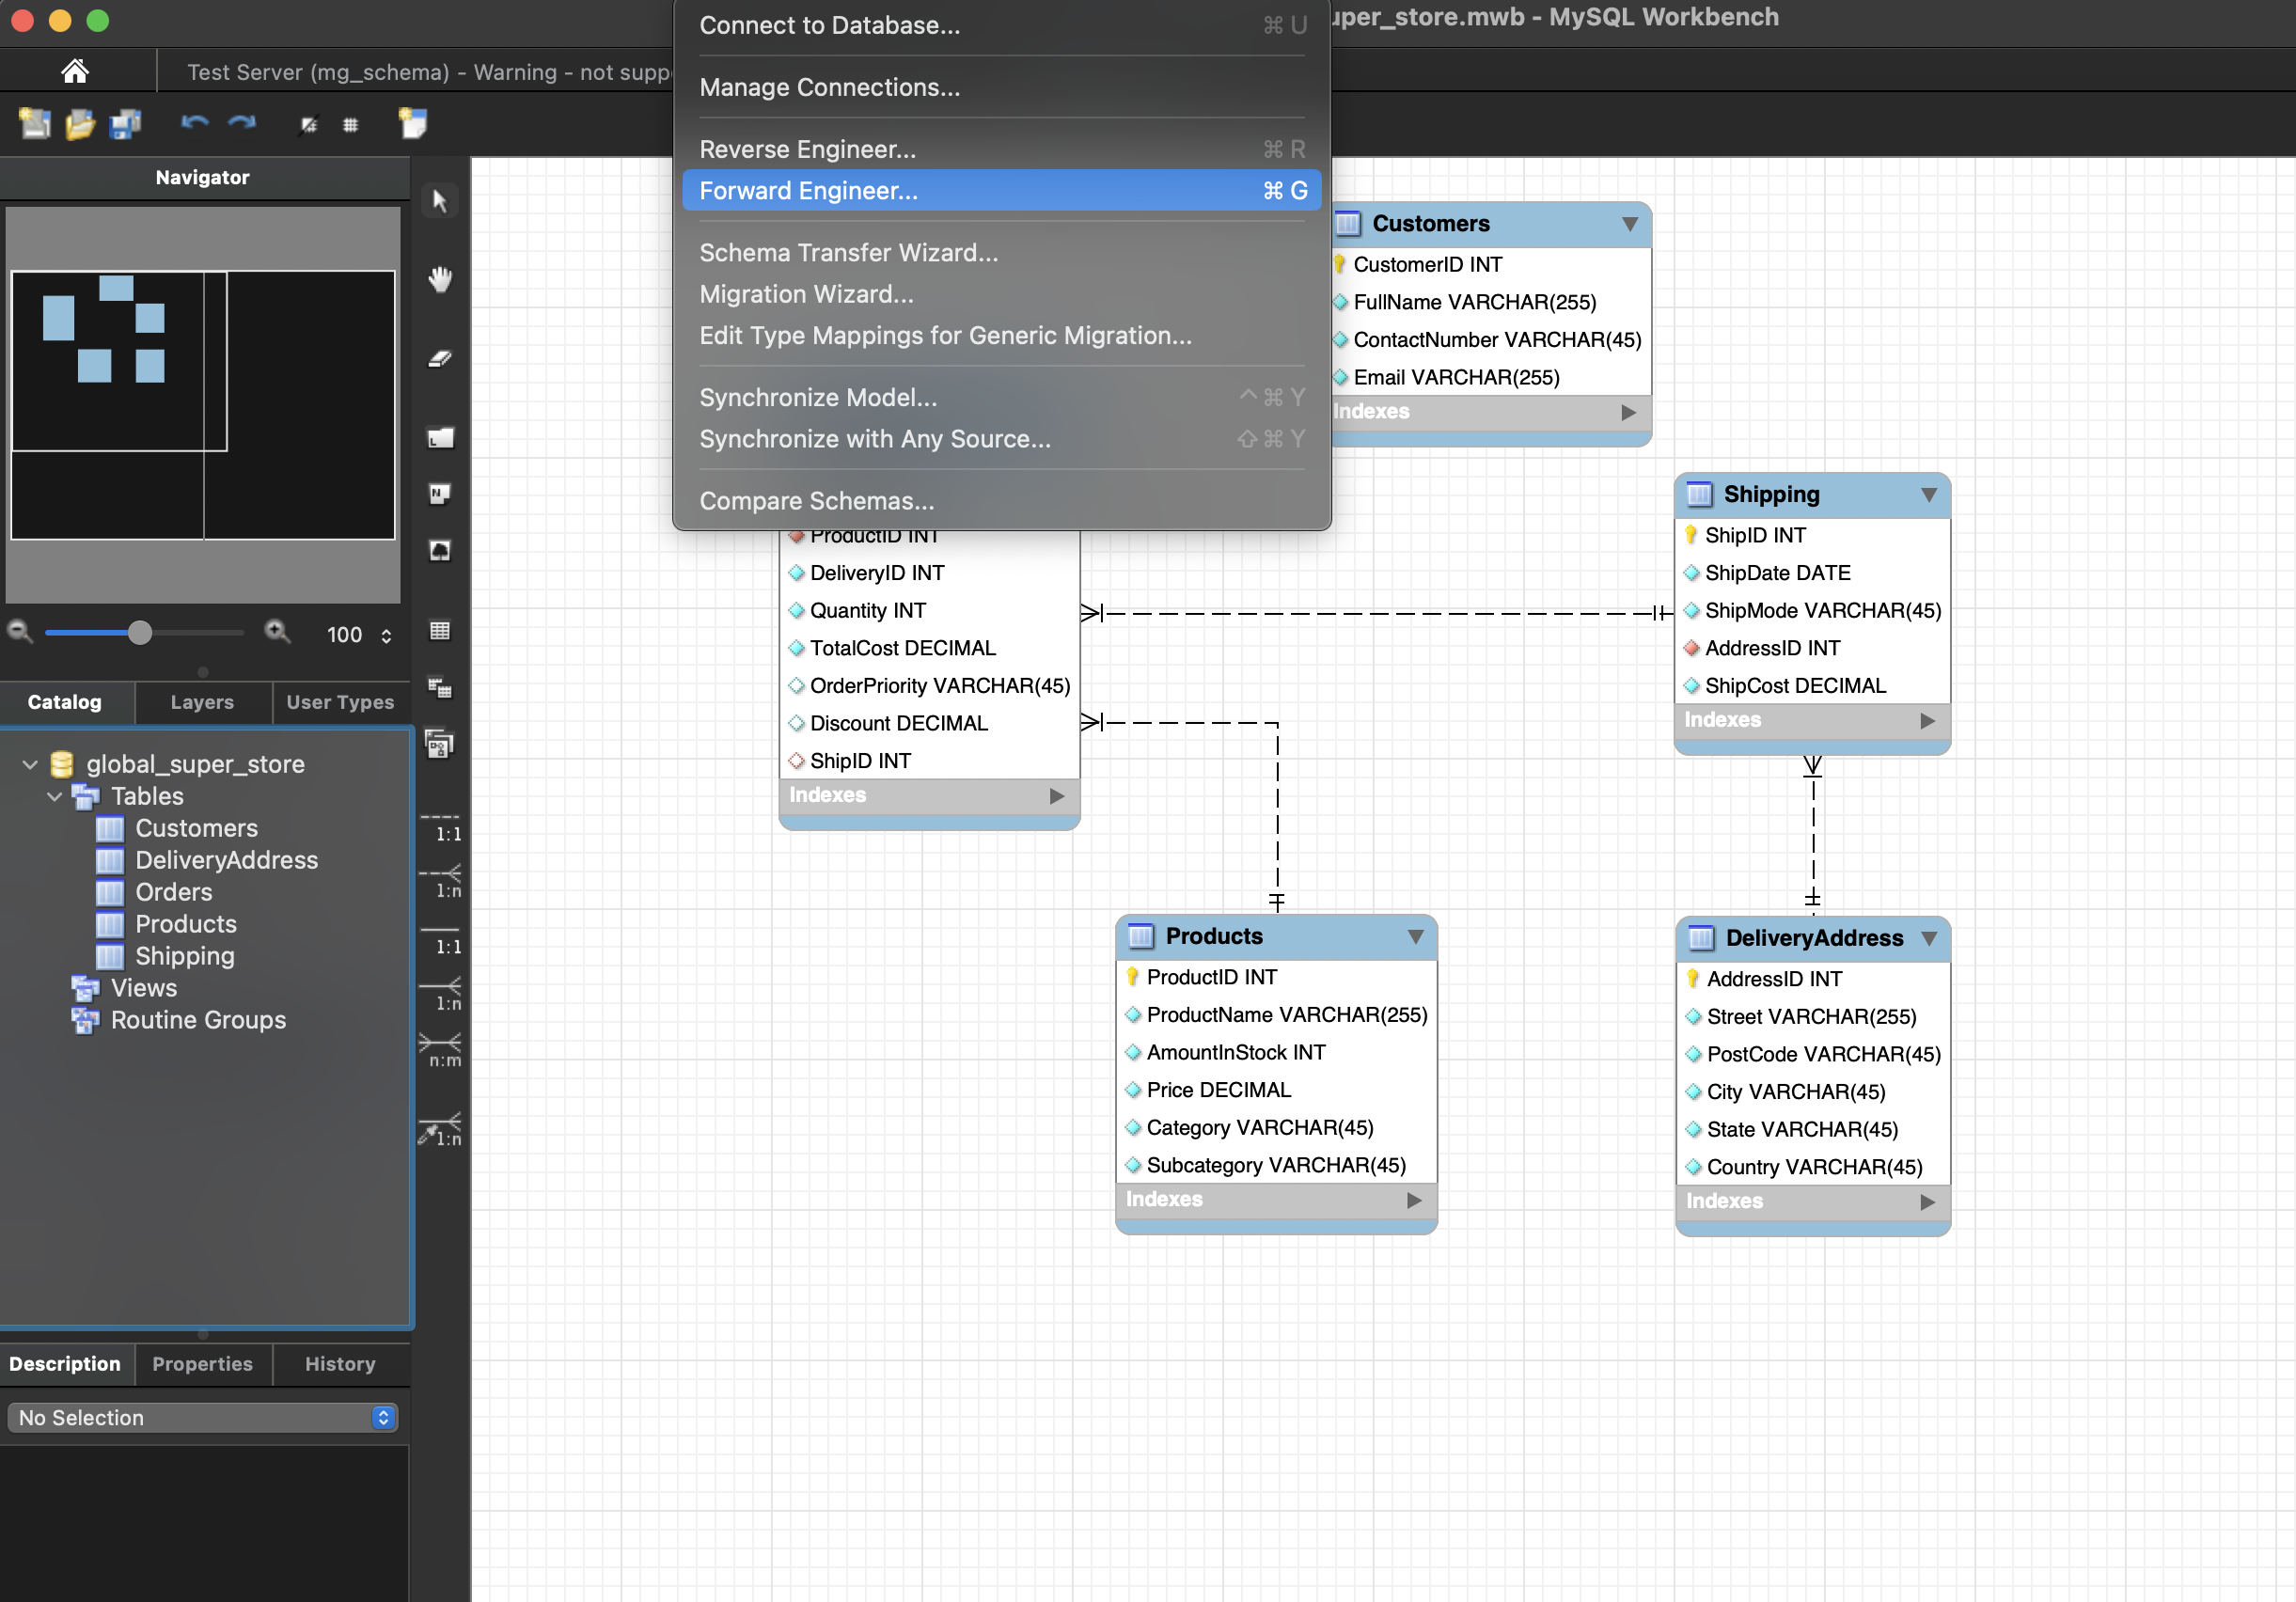 uper_store.mwb - MySQL Workbench
Test Server (mg_schema) - Warning - not supp
Connect to Database... ⌘ U
Manage Connections...
Reverse Engineer... ⌘ R
Forward Engineer... ⌘ G
Schema Transfer Wizard...
Migration Wizard...
Edit Type Mappings for Generic Migration...
Synchronize Model... ^ ⌘ Y
Synchronize with Any Source... ⇧ ⌘ Y
Compare Schemas...
Navigator
100
Catalog
Layers
User Types
global_super_store
Tables
Customers
DeliveryAddress
Orders
Products
Shipping
Views
Routine Groups
Description
Properties
History
No Selection
L
N
1:1
1:n
1:1
1:n
n:m
1:n
Customers
CustomerID INT
FullName VARCHAR(255)
ContactNumber VARCHAR(45)
Email VARCHAR(255)
Indexes
ProductID INT
DeliveryID INT
Quantity INT
TotalCost DECIMAL
OrderPriority VARCHAR(45)
Discount DECIMAL
ShipID INT
Indexes
Shipping
ShipID INT
ShipDate DATE
ShipMode VARCHAR(45)
AddressID INT
ShipCost DECIMAL
Indexes
Products
ProductID INT
ProductName VARCHAR(255)
AmountInStock INT
Price DECIMAL
Category VARCHAR(45)
Subcategory VARCHAR(45)
Indexes
DeliveryAddress
AddressID INT
Street VARCHAR(255)
PostCode VARCHAR(45)
City VARCHAR(45)
State VARCHAR(45)
Country VARCHAR(45)
Indexes